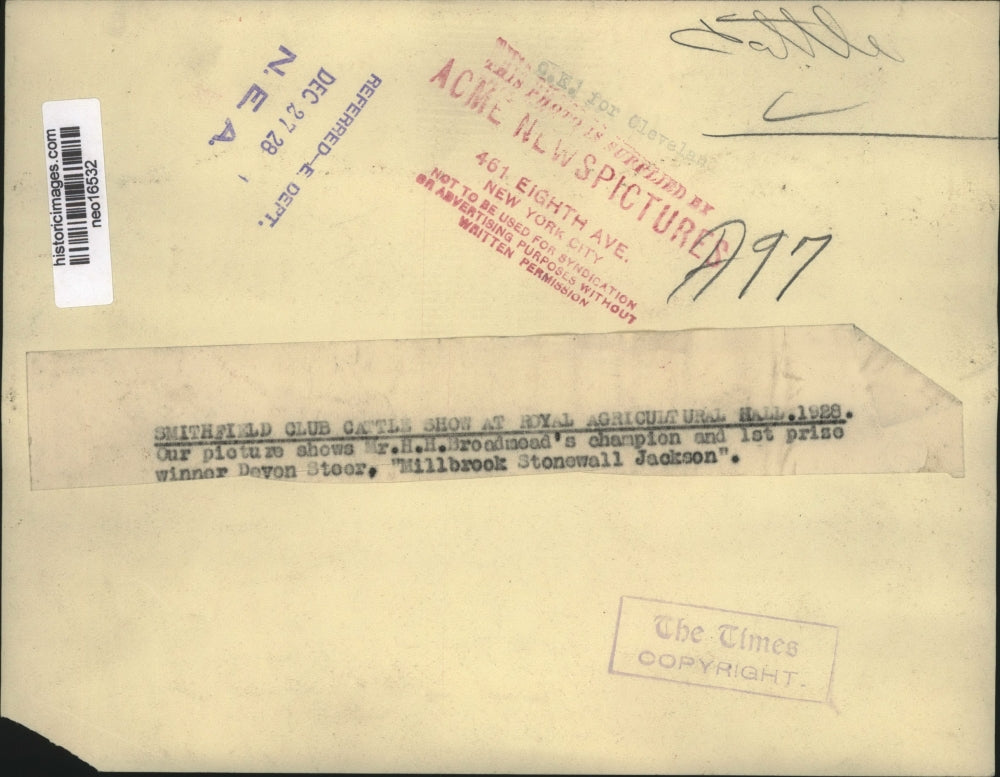 Cattle
historicimages.com
neo16532
REFERRED-E. DEPT.
DEC 27 28
N. E. A.
for Cleveland
THIS PHOTO IS SUPPLIED BY
ACME NEWSPICTURES
461 EIGHTH AVE.
NEW YORK CITY
NOT TO BE USED FOR SYNDICATION
OR ADVERTISING PURPOSES WITHOUT
WRITTEN PERMISSION
A97
SMITHFIELD CLUB CATTLE SHOW AT ROYAL AGRICULTURAL HALL.1928.
Our picture shows Mr.H.H.Broadmead's champion and 1st prize
winner Devon Steer, "Millbrook Stonewall Jackson".
The Times
COPYRIGHT.